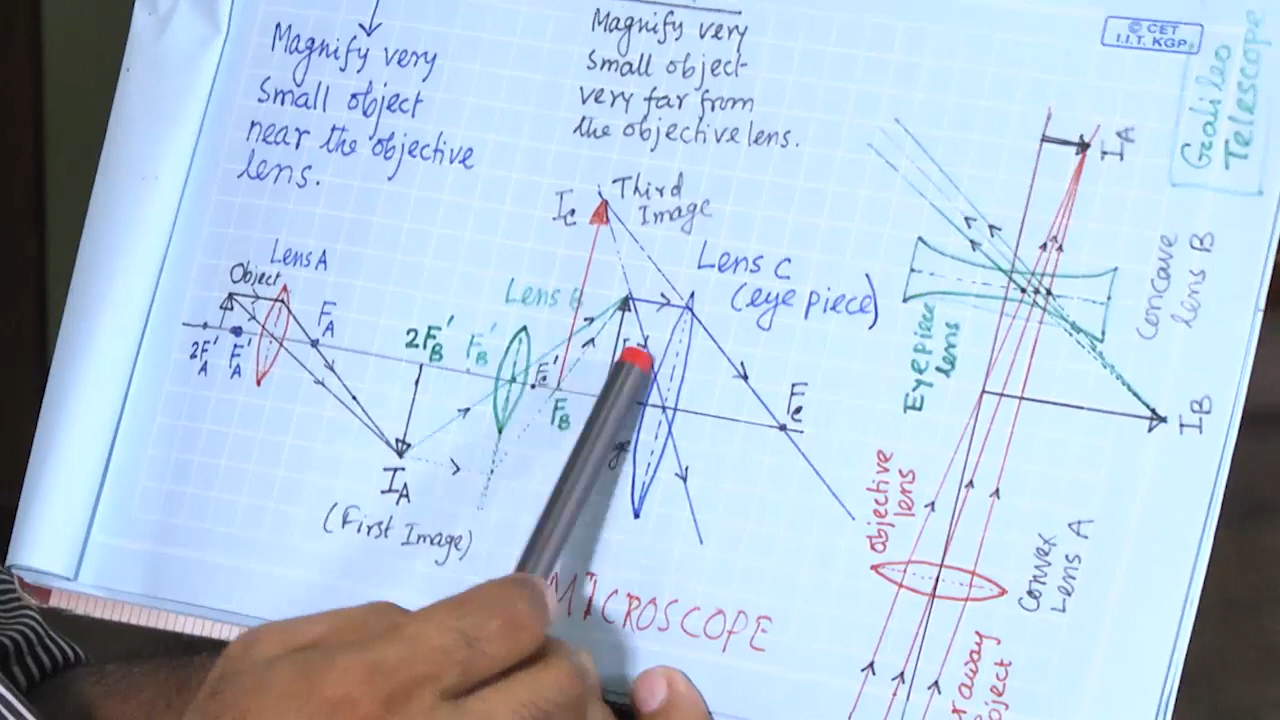 Magnify very
small object
near the objective
lens.
Magnify very
small object
very far from
the objective lens.
© CET
I.I.T. KGP
Galileo
Telescope
Object
Lens A
2F'A
F'A
FA
IA
(First Image)
2F'B
F'B
Lens
FC'
FB
IC
Third
Image
Lens C
(eye piece)
FC
MICROSCOPE
IA
Eyepiece
lens
Concave
lens B
IB
Objective
lens
Convex
Lens A